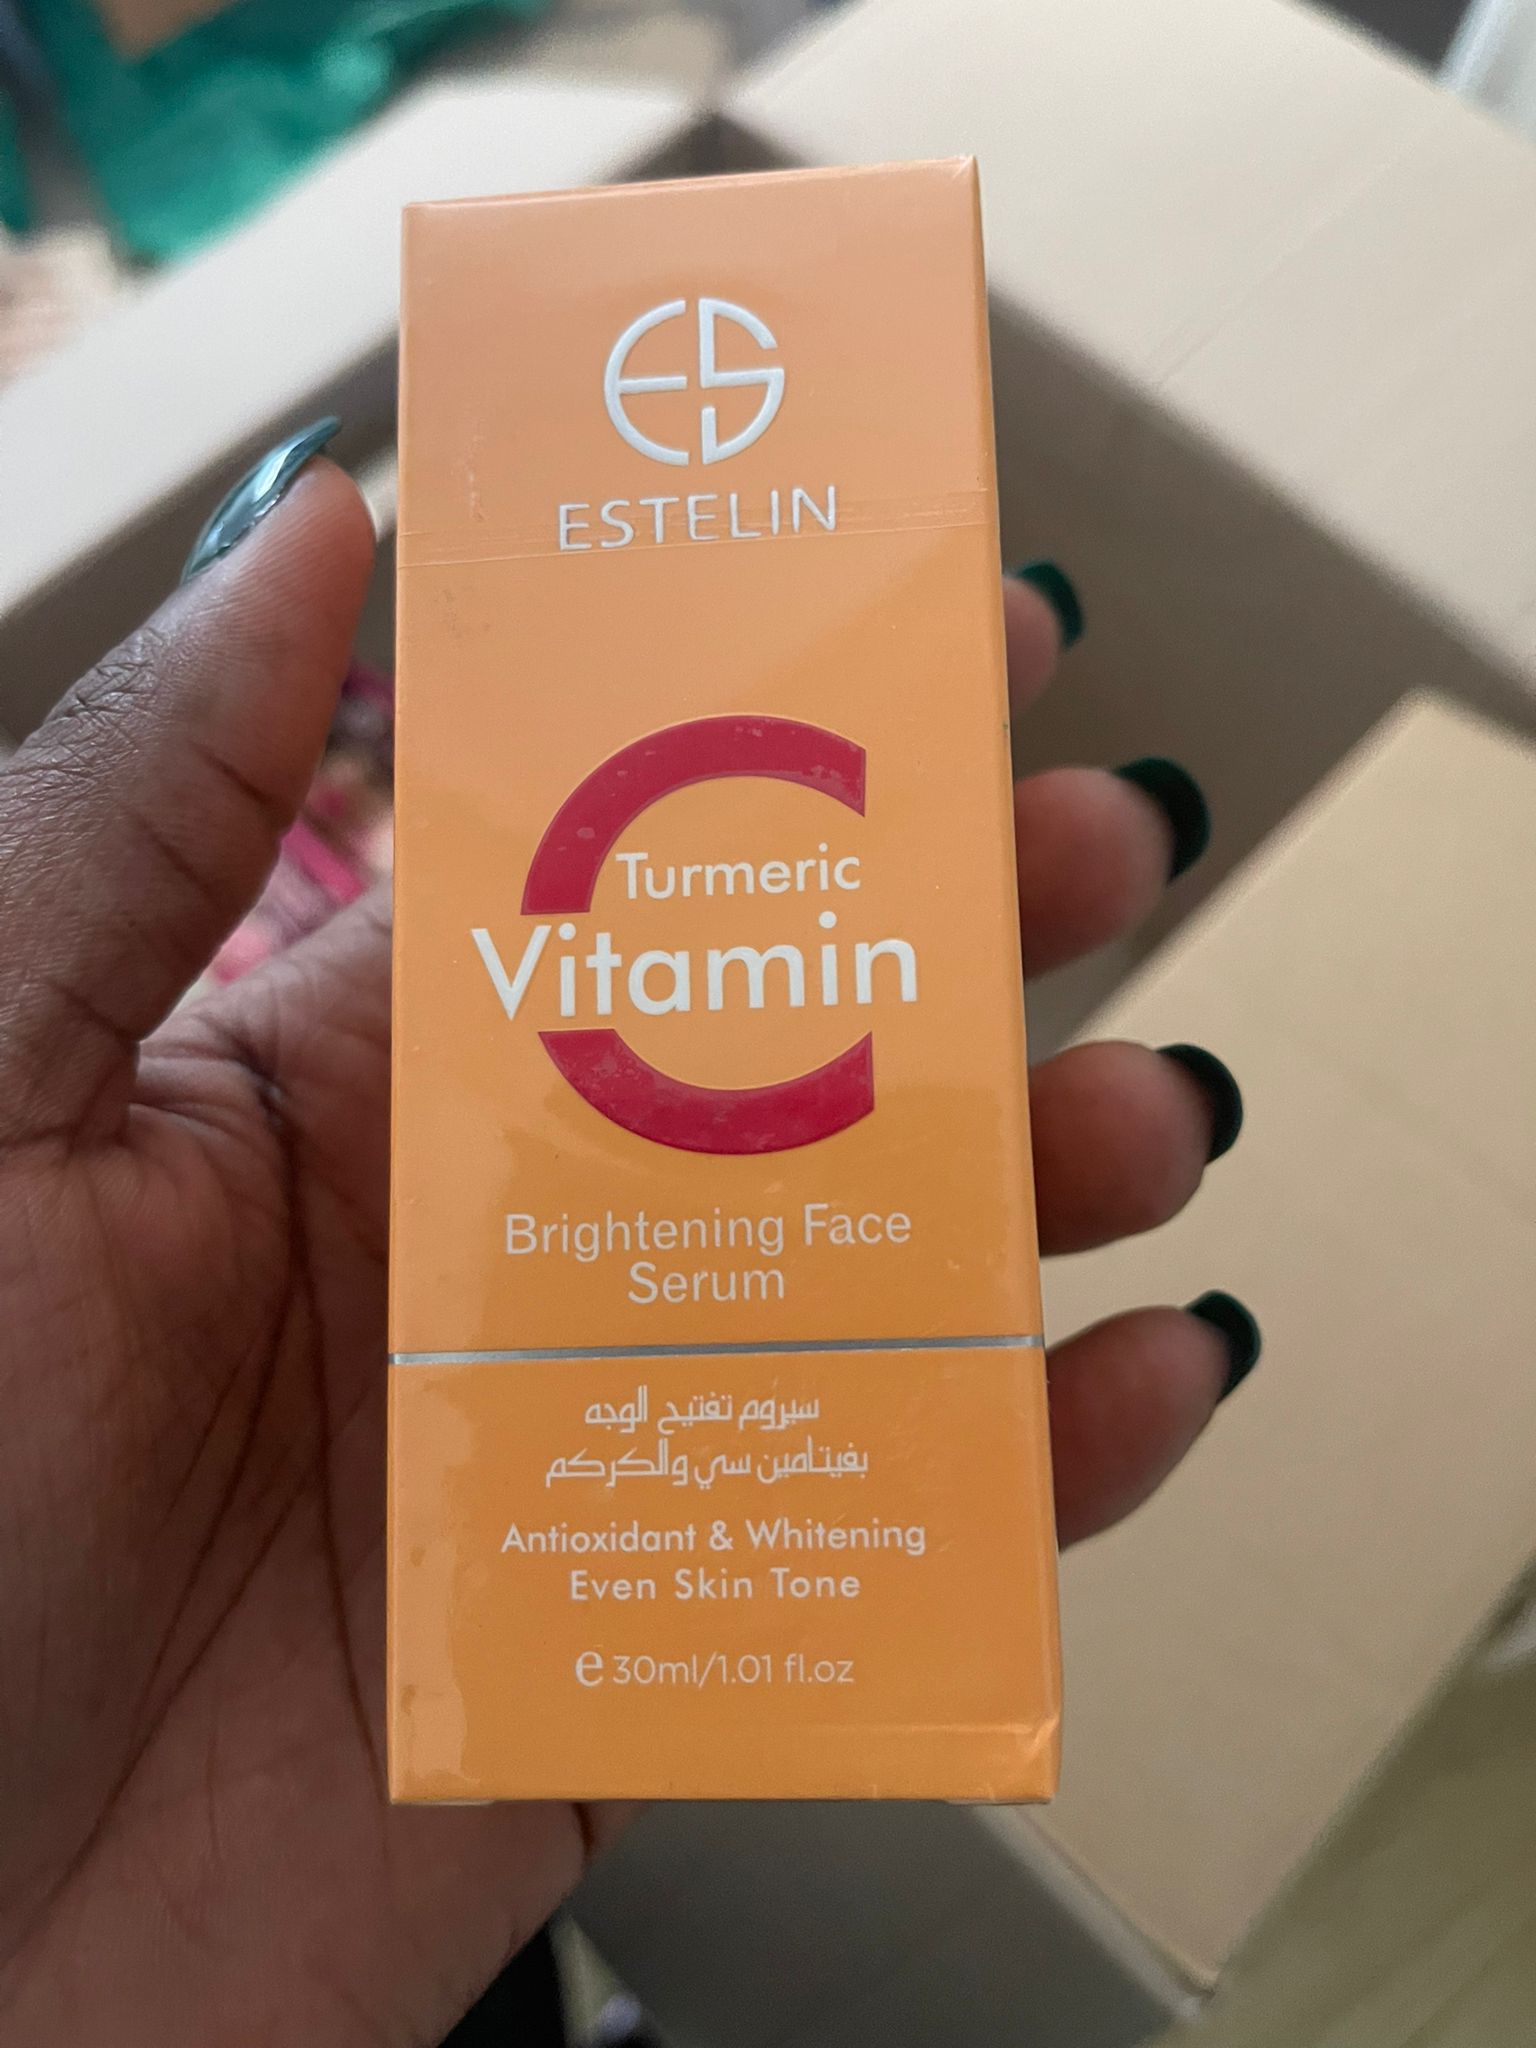 ES
ESTELIN
C
Turmeric
Vitamin
Brightening Face
Serum
سيروم تفتيح الوجه
بفيتامين سي والكركم
Antioxidant & Whitening
Even Skin Tone
e 30ml/1.01 fl.oz